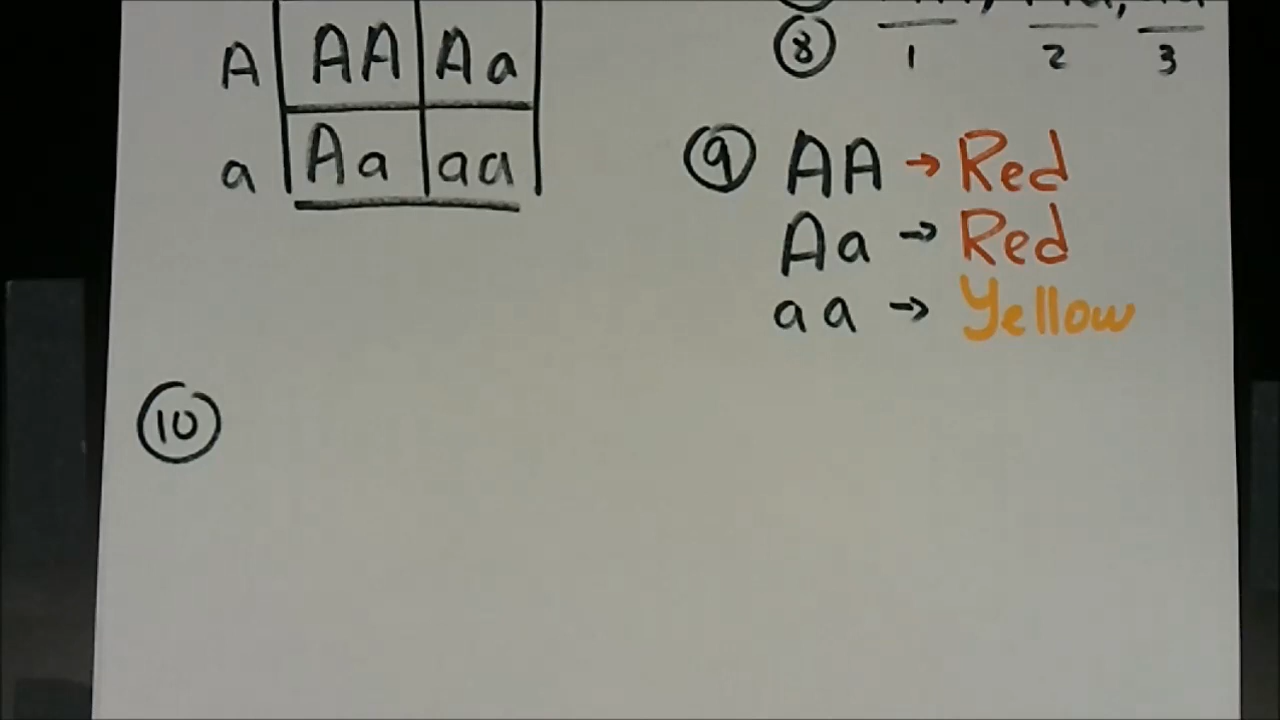 A AA Aa
a Aa aa
8
1 2 3
9 AA → Red
Aa → Red
aa → Yellow
10